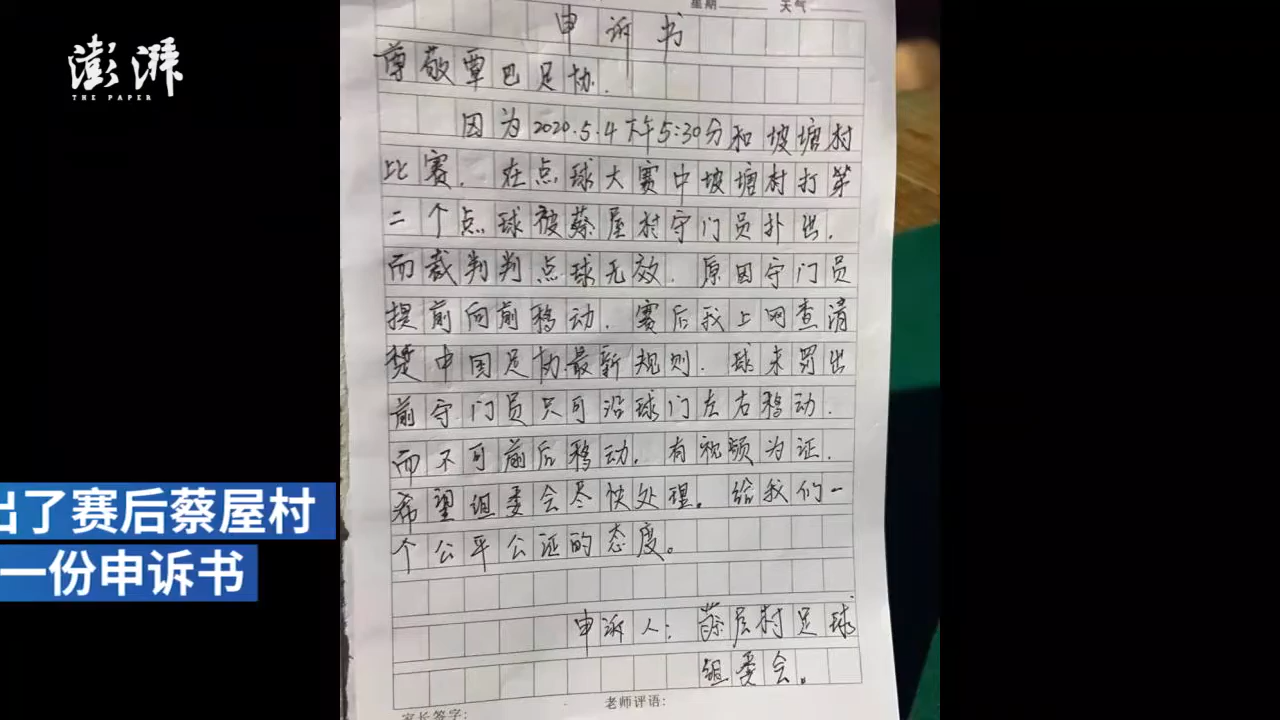 澎湃
THE PAPER
星期 天气
申诉书
尊敬覃巴足协.
因为2020.5.4下午5:30分和坡塘村
比赛. 在点球大赛中坡塘村打第
二个点球被蔡屋村守门员扑出.
而裁判判点球无效. 原因守门员
提前向前移动. 赛后我上网查清
楚中国足协最新规则. 球未罚出
前守门员只可沿球门左右移动.
而不可前后移动. 有视频为证.
希望组委会尽快处理。给我们一
个公平公证的态度。
申诉人: 蔡屋村足球
组委会。
老师评语:
家长签字:
出了赛后蔡屋村
一份申诉书